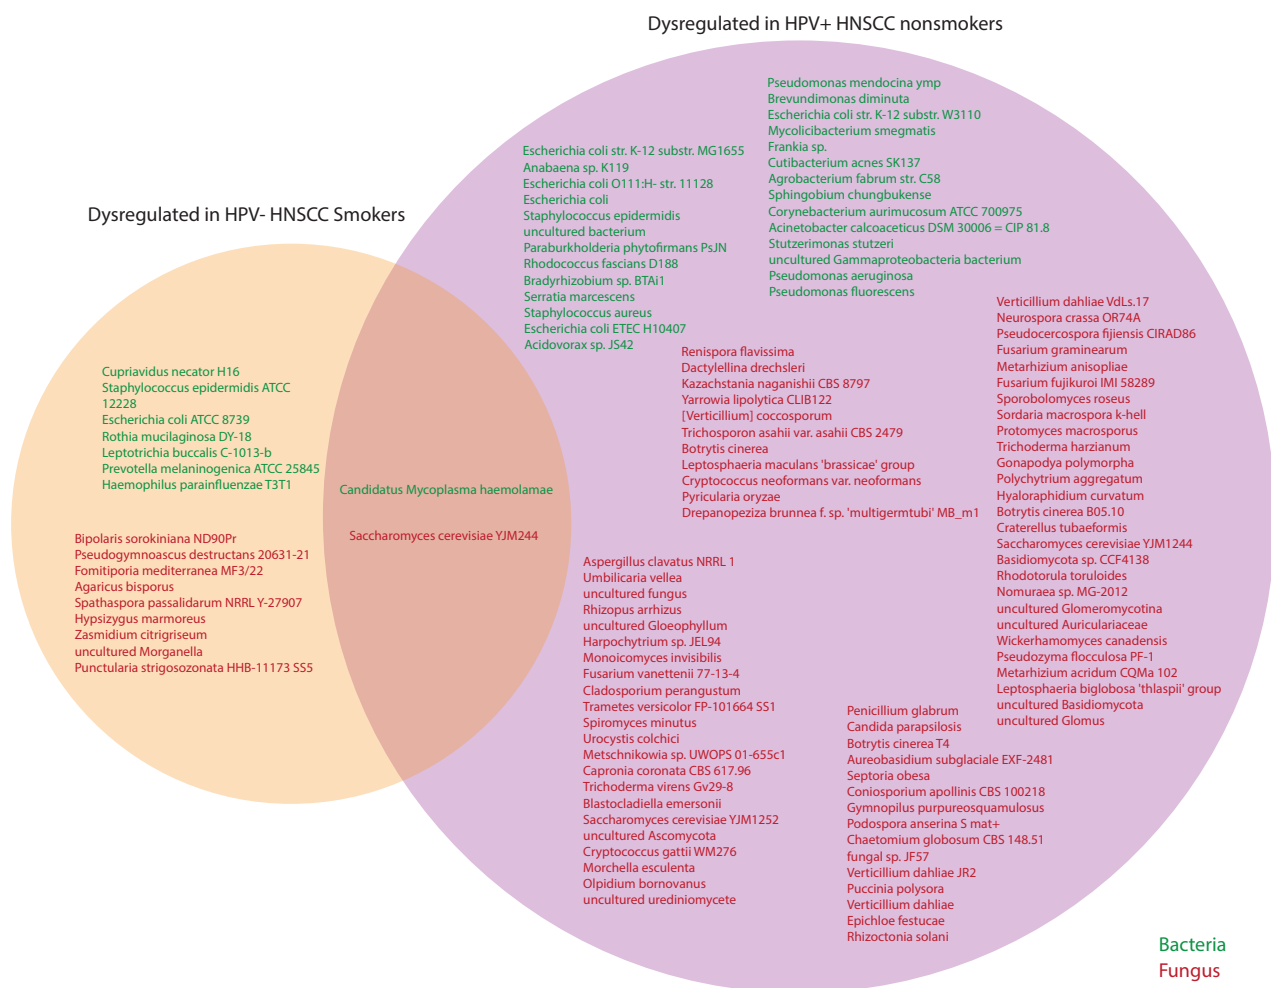 Dysregulated in HPV+ HNSCC nonsmokers
Pseudomonas mendocina ymp
Brevundimonas diminuta
Escherichia coli str. K-12 substr. W3110
Mycolicibacterium smegmatis
Frankia sp.
Cutibacterium acnes SK137
Agrobacterium fabrum str. C58
Sphingobium chungbukense
Corynebacterium aurimucosum ATCC 700975
Acinetobacter calcoaceticus DSM 30006 = CIP 81.8
Stutzerimonas stutzeri
uncultured Gammaproteobacteria bacterium
Pseudomonas aeruginosa
Pseudomonas fluorescens
Escherichia coli str. K-12 substr. MG1655
Anabaena sp. K119
Escherichia coli O111:H- str. 11128
Escherichia coli
Staphylococcus epidermidis
uncultured bacterium
Paraburkholderia phytofirmans PsJN
Rhodococcus fascians D188
Bradyrhizobium sp. BTAi1
Serratia marcescens
Staphylococcus aureus
Escherichia coli ETEC H10407
Acidovorax sp. JS42
Dysregulated in HPV- HNSCC Smokers
Cupriavidus necator H16
Staphylococcus epidermidis ATCC
12228
Escherichia coli ATCC 8739
Rothia mucilaginosa DY-18
Leptotrichia buccalis C-1013-b
Prevotella melaninogenica ATCC 25845
Haemophilus parainfluenzae T3T1
Bipolaris sorokiniana ND90Pr
Pseudogymnoascus destructans 20631-21
Fomitiporia mediterranea MF3/22
Agaricus bisporus
Spathaspora passalidarum NRRL Y-27907
Hypsizygus marmoreus
Zasmidium citrigriseum
uncultured Morganella
Punctularia strigosozonata HHB-11173 SS5
Candidatus Mycoplasma haemolamae
Saccharomyces cerevisiae YJM244
Renispora flavissima
Dactylellina drechsleri
Kazachstania naganishii CBS 8797
Yarrowia lipolytica CLIB122
[Verticillium] coccosporum
Trichosporon asahii var. asahii CBS 2479
Botrytis cinerea
Leptosphaeria maculans 'brassicae' group
Cryptococcus neoformans var. neoformans
Pyricularia oryzae
Drepanopeziza brunnea f. sp. 'multigermtubi' MB_m1
Verticillium dahliae VdLs.17
Neurospora crassa OR74A
Pseudocercospora fijiensis CIRAD86
Fusarium graminearum
Metarhizium anisopliae
Fusarium fujikuroi IMI 58289
Sporobolomyces roseus
Sordaria macrospora k-hell
Protomyces macrosporus
Trichoderma harzianum
Gonapodya polymorpha
Polychytrium aggregatum
Hyaloraphidium curvatum
Botrytis cinerea B05.10
Craterellus tubaeformis
Saccharomyces cerevisiae YJM1244
Basidiomycota sp. CCF4138
Rhodotorula toruloides
Nomuraea sp. MG-2012
uncultured Glomeromycotina
uncultured Auriculariaceae
Wickerhamomyces canadensis
Pseudozyma flocculosa PF-1
Metarhizium acridum CQMa 102
Leptosphaeria biglobosa 'thlaspii' group
uncultured Basidiomycota
uncultured Glomus
Aspergillus clavatus NRRL 1
Umbilicaria vellea
uncultured fungus
Rhizopus arrhizus
uncultured Gloeophyllum
Harpochytrium sp. JEL94
Monoicomyces invisibilis
Fusarium vanettenii 77-13-4
Cladosporium perangustum
Trametes versicolor FP-101664 SS1
Spiromyces minutus
Urocystis colchici
Metschnikowia sp. UWOPS 01-655c1
Capronia coronata CBS 617.96
Trichoderma virens Gv29-8
Blastocladiella emersonii
Saccharomyces cerevisiae YJM1252
uncultured Ascomycota
Cryptococcus gattii WM276
Morchella esculenta
Olpidium bornovanus
uncultured urediniomycete
Penicillium glabrum
Candida parapsilosis
Botrytis cinerea T4
Aureobasidium subglaciale EXF-2481
Septoria obesa
Coniosporium apollinis CBS 100218
Gymnopilus purpureosquamulosus
Podospora anserina S mat+
Chaetomium globosum CBS 148.51
fungal sp. JF57
Verticillium dahliae JR2
Puccinia polysora
Verticillium dahliae
Epichloe festucae
Rhizoctonia solani
Bacteria
Fungus